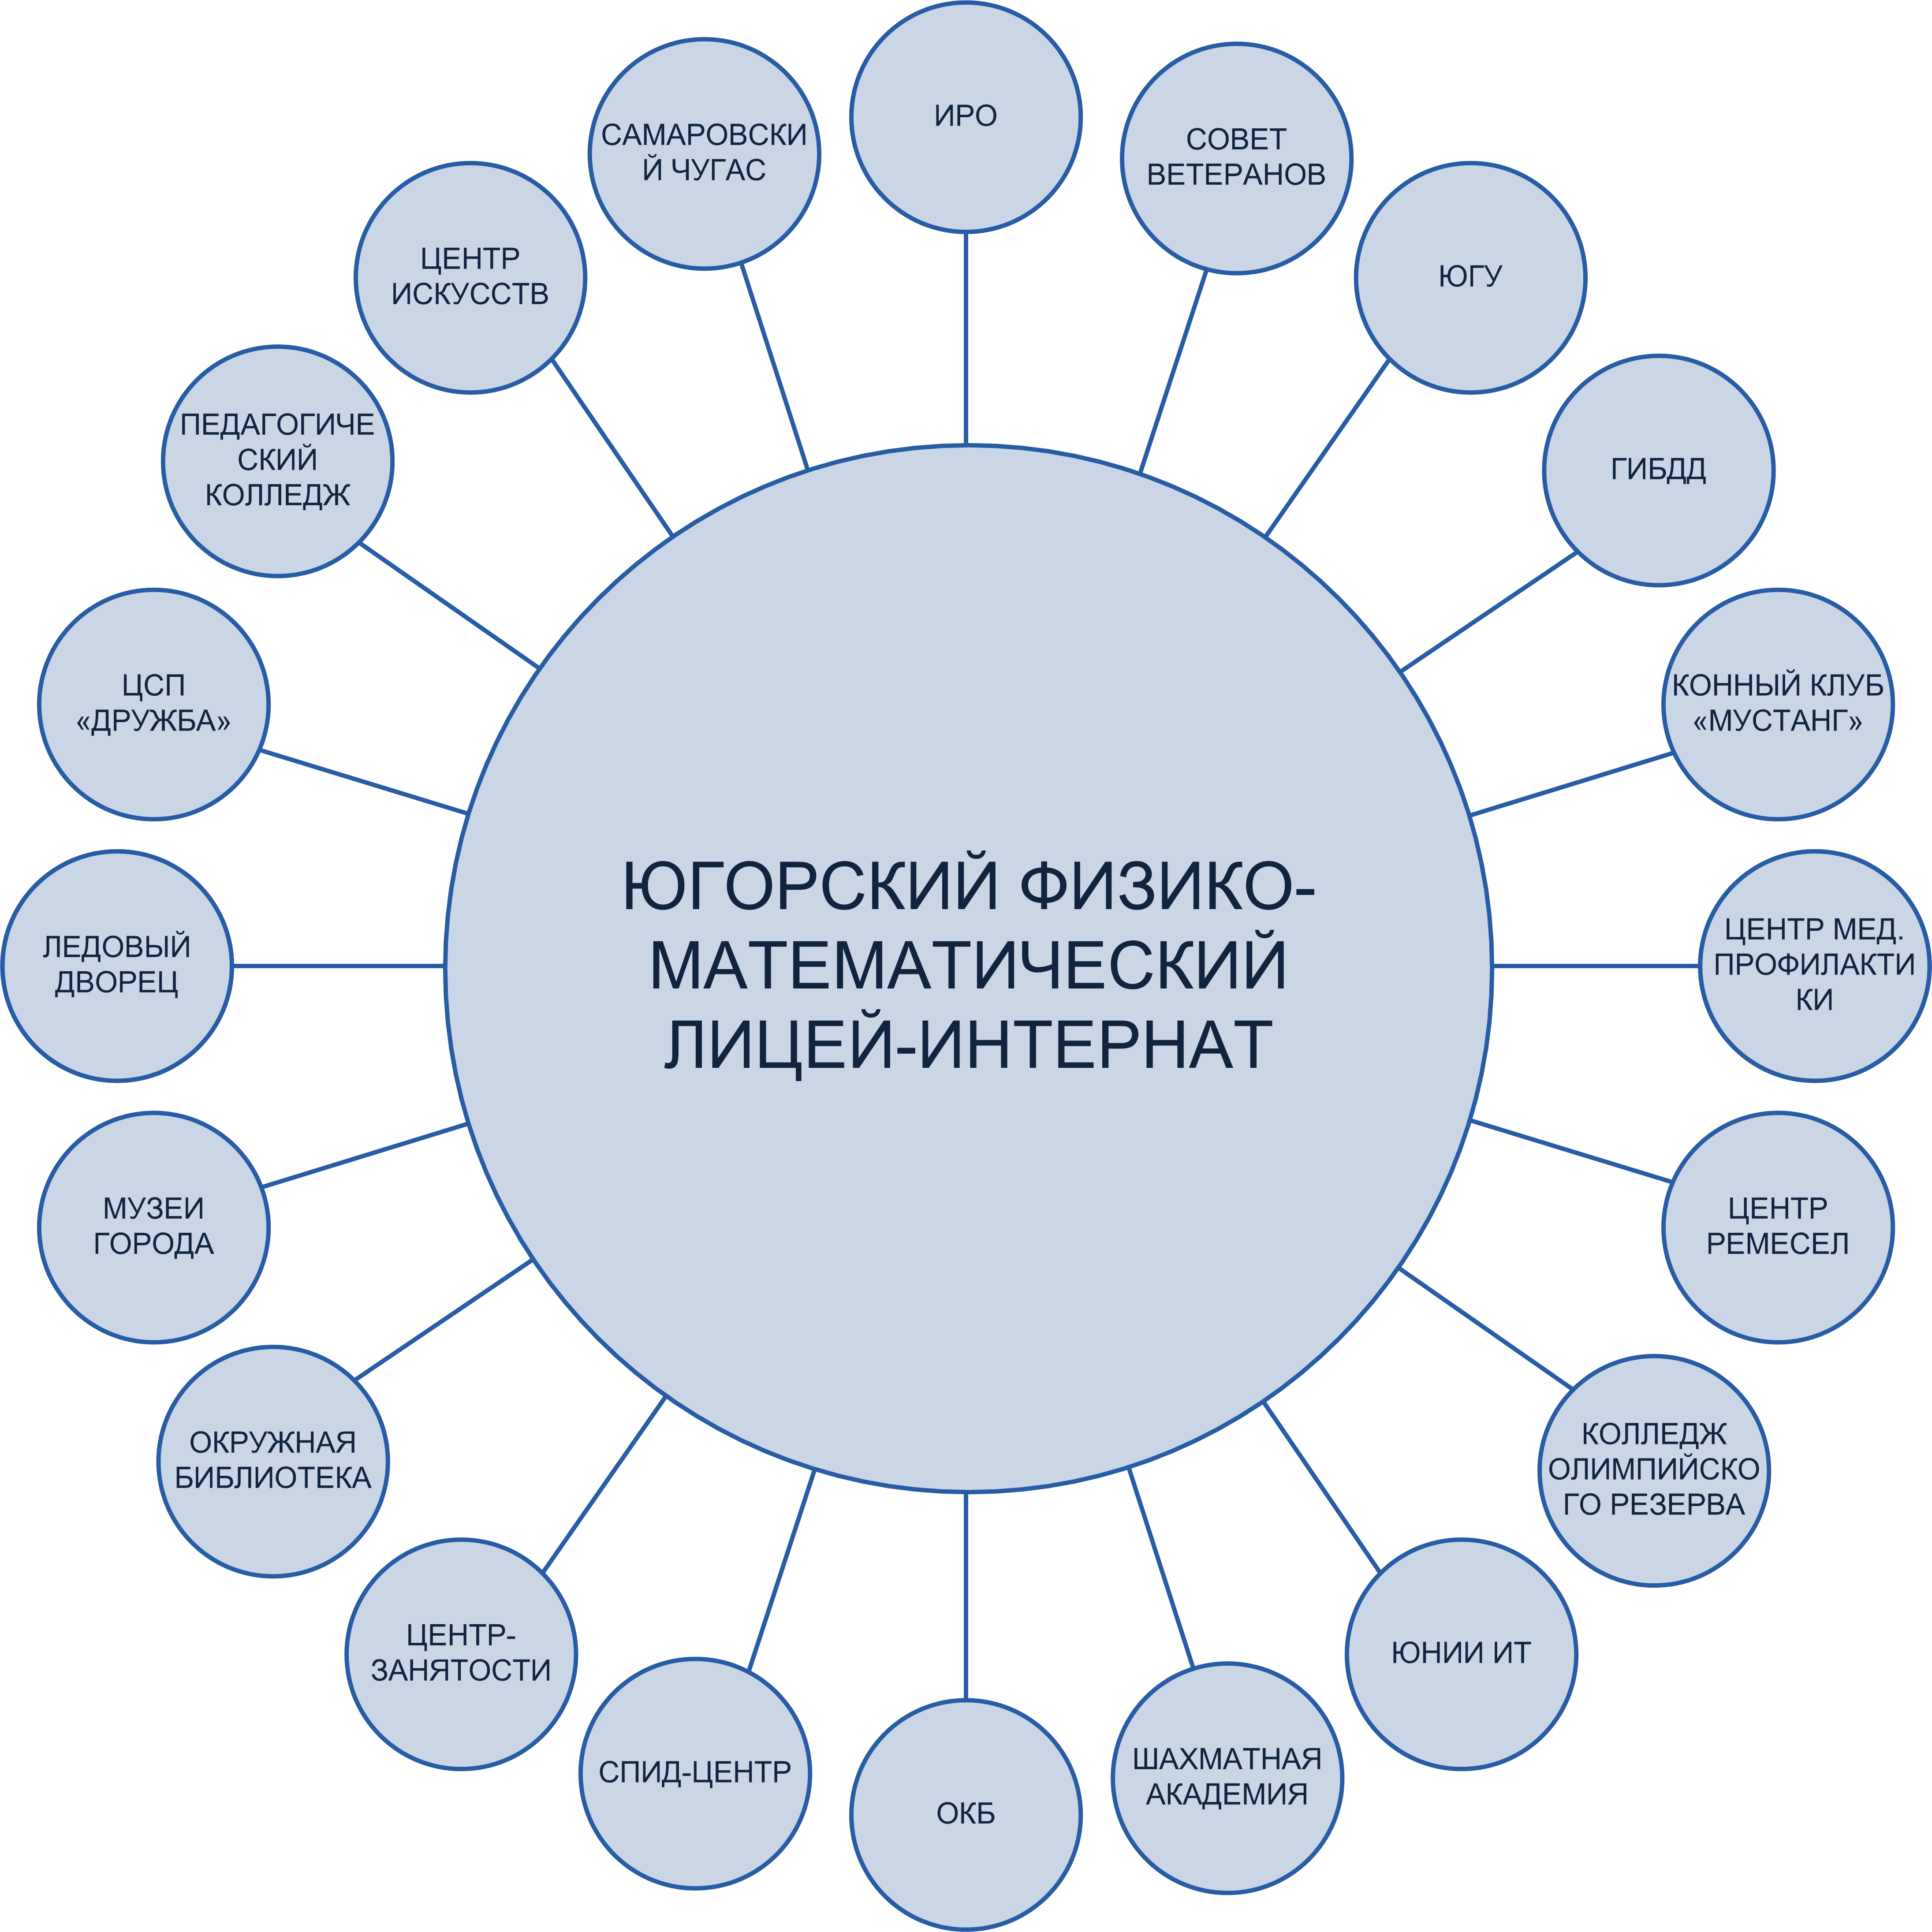 ИРО
САМАРОВСКИ
Й ЧУГАС
СОВЕТ
ВЕТЕРАНОВ
ЦЕНТР
ИСКУССТВ
ЮГУ
ПЕДАГОГИЧЕ
СКИЙ
КОЛЛЕДЖ
ГИБДД
ЦСП
«ДРУЖБА»
КОННЫЙ КЛУБ
«МУСТАНГ»
ЛЕДОВЫЙ
ДВОРЕЦ
ЮГОРСКИЙ ФИЗИКО-
МАТЕМАТИЧЕСКИЙ
ЛИЦЕЙ-ИНТЕРНАТ
ЦЕНТР МЕД.
ПРОФИЛАКТИ
КИ
МУЗЕИ
ГОРОДА
ЦЕНТР
РЕМЕСЕЛ
ОКРУЖНАЯ
БИБЛИОТЕКА
КОЛЛЕДЖ
ОЛИМПИЙСКО
ГО РЕЗЕРВА
ЦЕНТР-
ЗАНЯТОСТИ
ЮНИИ ИТ
СПИД-ЦЕНТР
ОКБ
ШАХМАТНАЯ
АКАДЕМИЯ